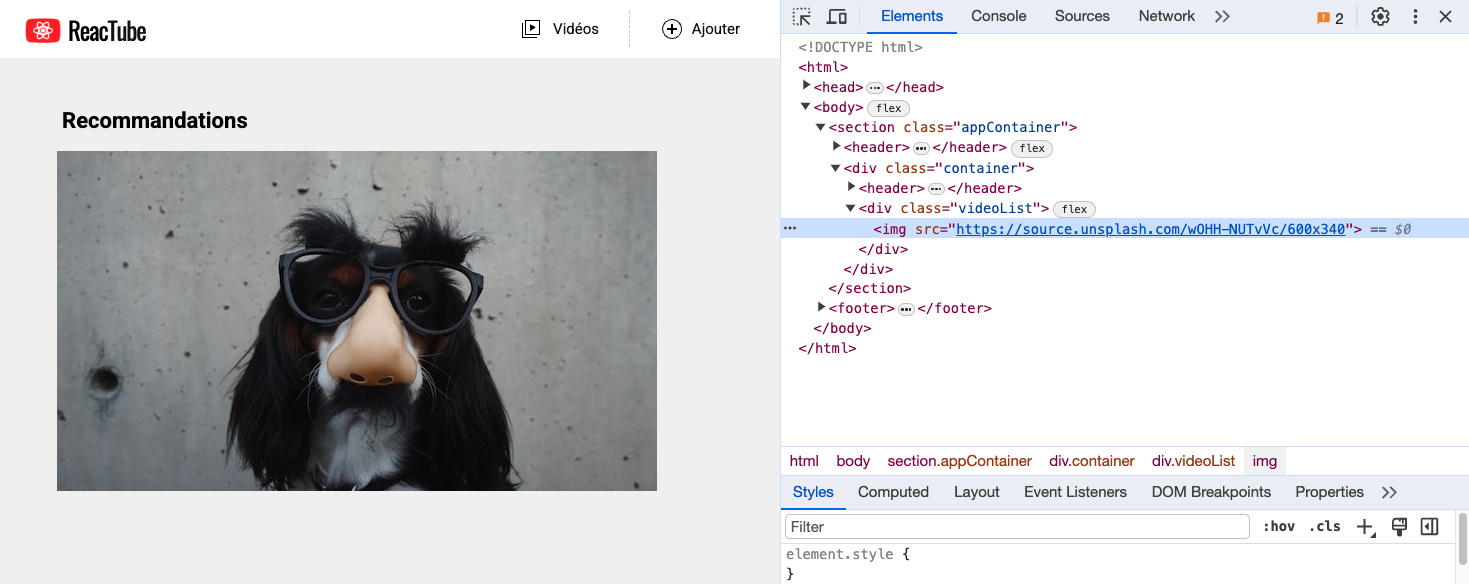 ReacTube
Vidéos
Ajouter
Recommandations
Elements Console Sources Network 2
<!DOCTYPE html>
<html>
<head> ··· </head>
<body> flex
<section class="appContainer">
<header> ··· </header> flex
<div class="container">
<header> ··· </header>
<div class="videoList"> flex
··· <img src="https://source.unsplash.com/wOHH-NUTvVc/600x340"> == $0
</div>
</div>
</section>
<footer> ··· </footer>
</body>
</html>
html body section.appContainer div.container div.videoList img
Styles Computed Layout Event Listeners DOM Breakpoints Properties
Filter :hov .cls
element.style {
}